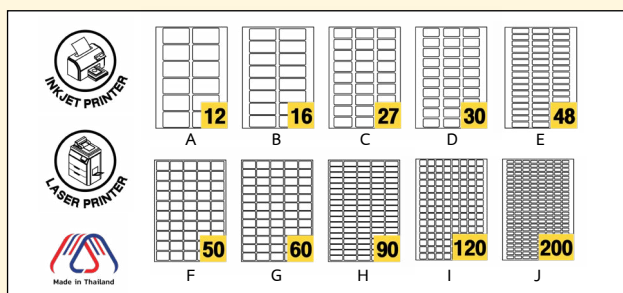 INKJET PRINTER
12
16
27
30
48
A
B
C
D
E
LASER PRINTER
50
60
90
120
200
Made in Thailand
F
G
H
I
J